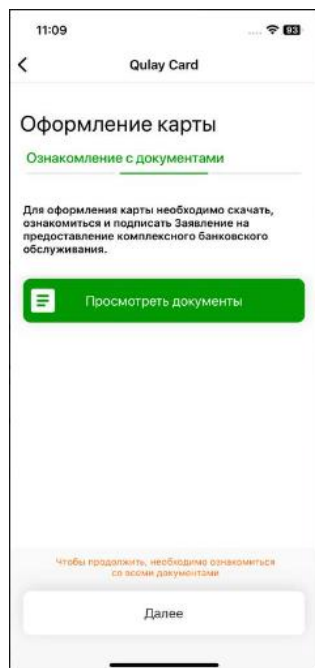 11:09
93
Qulay Card
Оформление карты
Ознакомление с документами
Для оформления карты необходимо скачать,
ознакомиться и подписать Заявление на
предоставление комплексного банковского
обслуживания.
Просмотреть документы
Чтобы продолжить, необходимо ознакомиться
со всеми документами
Далее